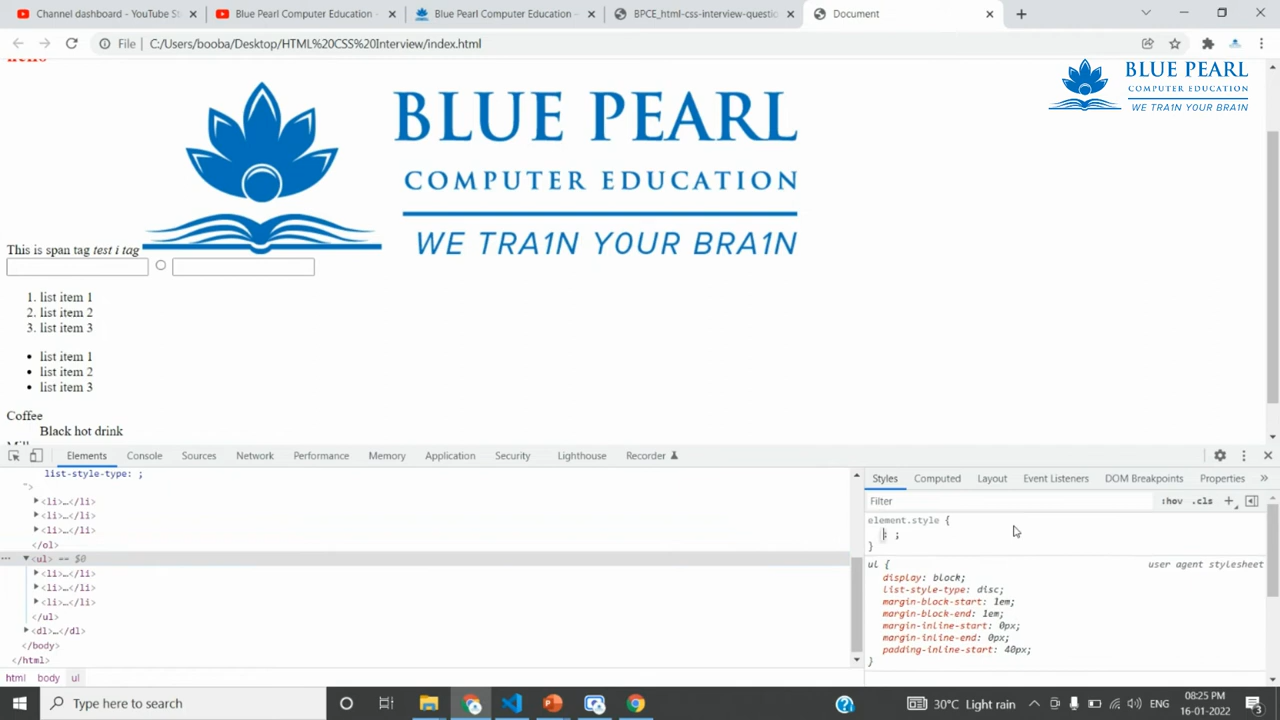 Channel dashboard - YouTube St
Blue Pearl Computer Education -
Blue Pearl Computer Education –
BPCE_html-css-interview-questio
Document
File
C:/Users/booba/Desktop/HTML%20CSS%20Interview/index.html
hello
BLUE PEARL
COMPUTER EDUCATION
WE TRA1N YOUR BRA1N
BLUE PEARL
COMPUTER EDUCATION
WE TRA1N Y0UR BRA1N
This is span tag test i tag
1. list item 1
2. list item 2
3. list item 3
• list item 1
• list item 2
• list item 3
Coffee
Black hot drink
Elements Console Sources Network Performance Memory Application Security Lighthouse Recorder
list-style-type: ;
">
<li>…</li>
<li>…</li>
<li>…</li>
</ol>
<ul> == $0
<li>…</li>
<li>…</li>
<li>…</li>
</ul>
<dl>…</dl>
</body>
</html>
html body ul
Styles Computed Layout Event Listeners DOM Breakpoints Properties
Filter
:hov .cls
element.style {
: ;
}
ul { user agent stylesheet
display: block;
list-style-type: disc;
margin-block-start: 1em;
margin-block-end: 1em;
margin-inline-start: 0px;
margin-inline-end: 0px;
padding-inline-start: 40px;
}
Type here to search
30°C Light rain
ENG
08:25 PM
16-01-2022
3